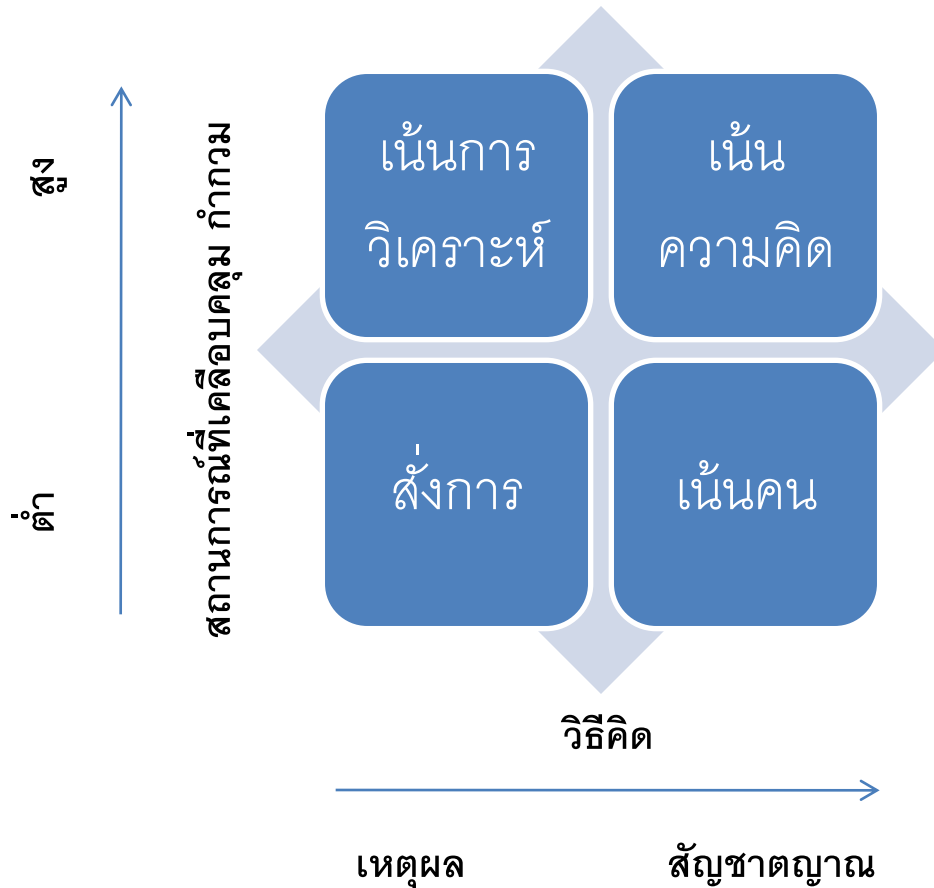 สูง
ต่ำ
สถานการณ์ที่เคลือบคลุม กำกวม
เน้นการ
วิเคราะห์
เน้น
ความคิด
สั่งการ
เน้นคน
วิธีคิด
เหตุผล
สัญชาตญาณ